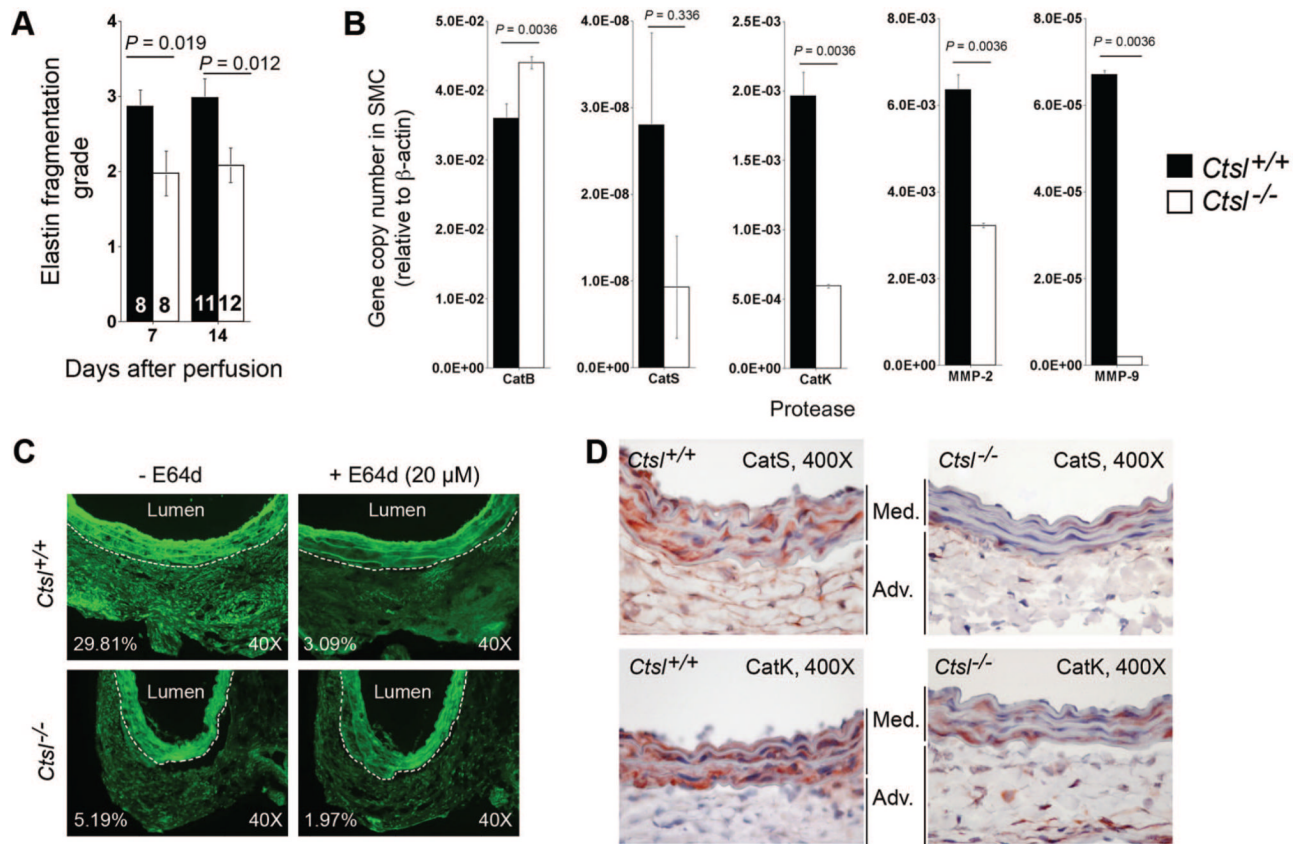 A
Elastin fragmentation
grade
4
3
2
1
0
P = 0.019
P = 0.012
8
8
11
12
7
14
Days after perfusion
B
Gene copy number in SMC
(relative to β-actin)
5.0E-02
4.0E-02
3.0E-02
2.0E-02
1.0E-02
0.0E+00
P = 0.0036
CatB
4.0E-08
3.0E-08
2.0E-08
1.0E-08
0.0E+00
P = 0.336
CatS
2.5E-03
2.0E-03
1.5E-03
1.0E-03
5.0E-04
0.0E+00
P = 0.0036
CatK
8.0E-03
6.0E-03
4.0E-03
2.0E-03
0.0E+00
P = 0.0036
MMP-2
8.0E-05
6.0E-05
4.0E-05
2.0E-05
0.0E+00
P = 0.0036
MMP-9
Protease
Ctsl+/+
Ctsl-/-
C
- E64d
+ E64d (20 µM)
Ctsl+/+
Lumen
29.81%
40X
Lumen
3.09%
40X
Ctsl-/-
Lumen
5.19%
40X
Lumen
1.97%
40X
D
Ctsl+/+ CatS, 400X
Med.
Adv.
Ctsl-/- CatS, 400X
Ctsl+/+ CatK, 400X
Med.
Adv.
Ctsl-/- CatK, 400X